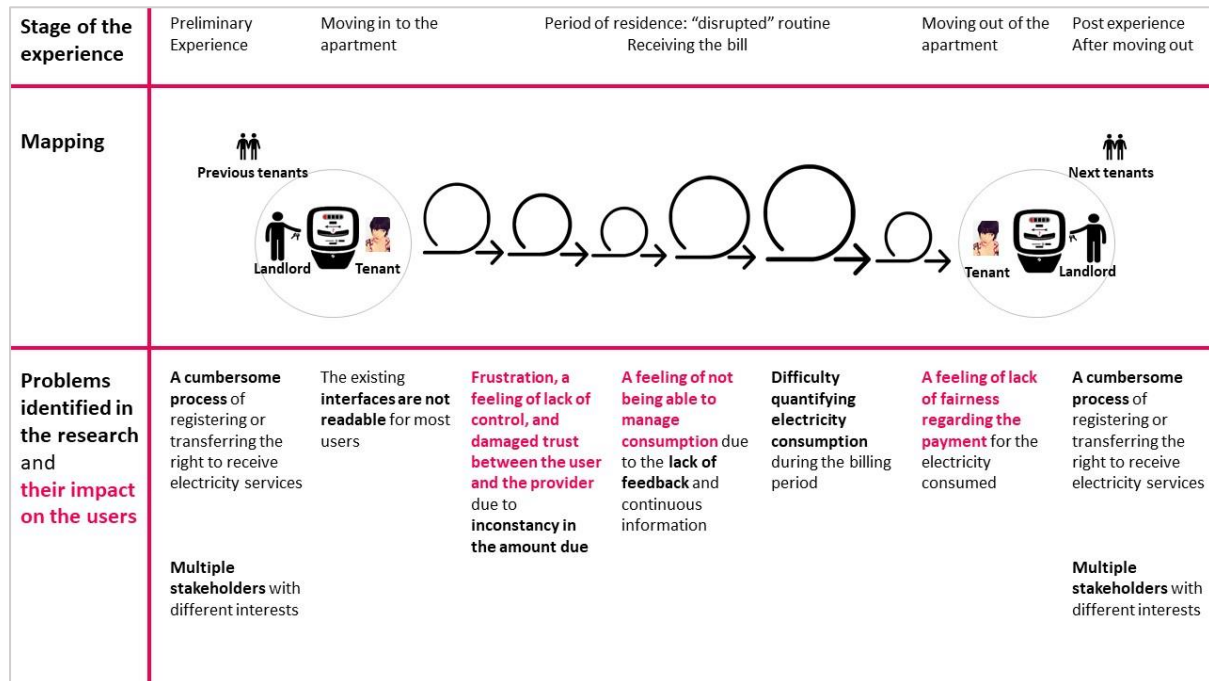 Stage of the
experience
Preliminary
Experience
Moving in to the
apartment
Period of residence: “disrupted” routine
Receiving the bill
Moving out of the
apartment
Post experience
After moving out
Mapping
Previous tenants
Landlord
Tenant
Next tenants
Tenant
Landlord
Problems
identified in
the research
and
their impact
on the users
A cumbersome
process of
registering or
transferring the
right to receive
electricity services
Multiple
stakeholders with
different interests
The existing
interfaces are not
readable for most
users
Frustration, a
feeling of lack of
control, and
damaged trust
between the user
and the provider
due to
inconstancy in
the amount due
A feeling of not
being able to
manage
consumption due
to the lack of
feedback and
continuous
information
Difficulty
quantifying
electricity
consumption
during the billing
period
A feeling of lack
of fairness
regarding the
payment for the
electricity
consumed
A cumbersome
process of
registering or
transferring the
right to receive
electricity services
Multiple
stakeholders with
different interests